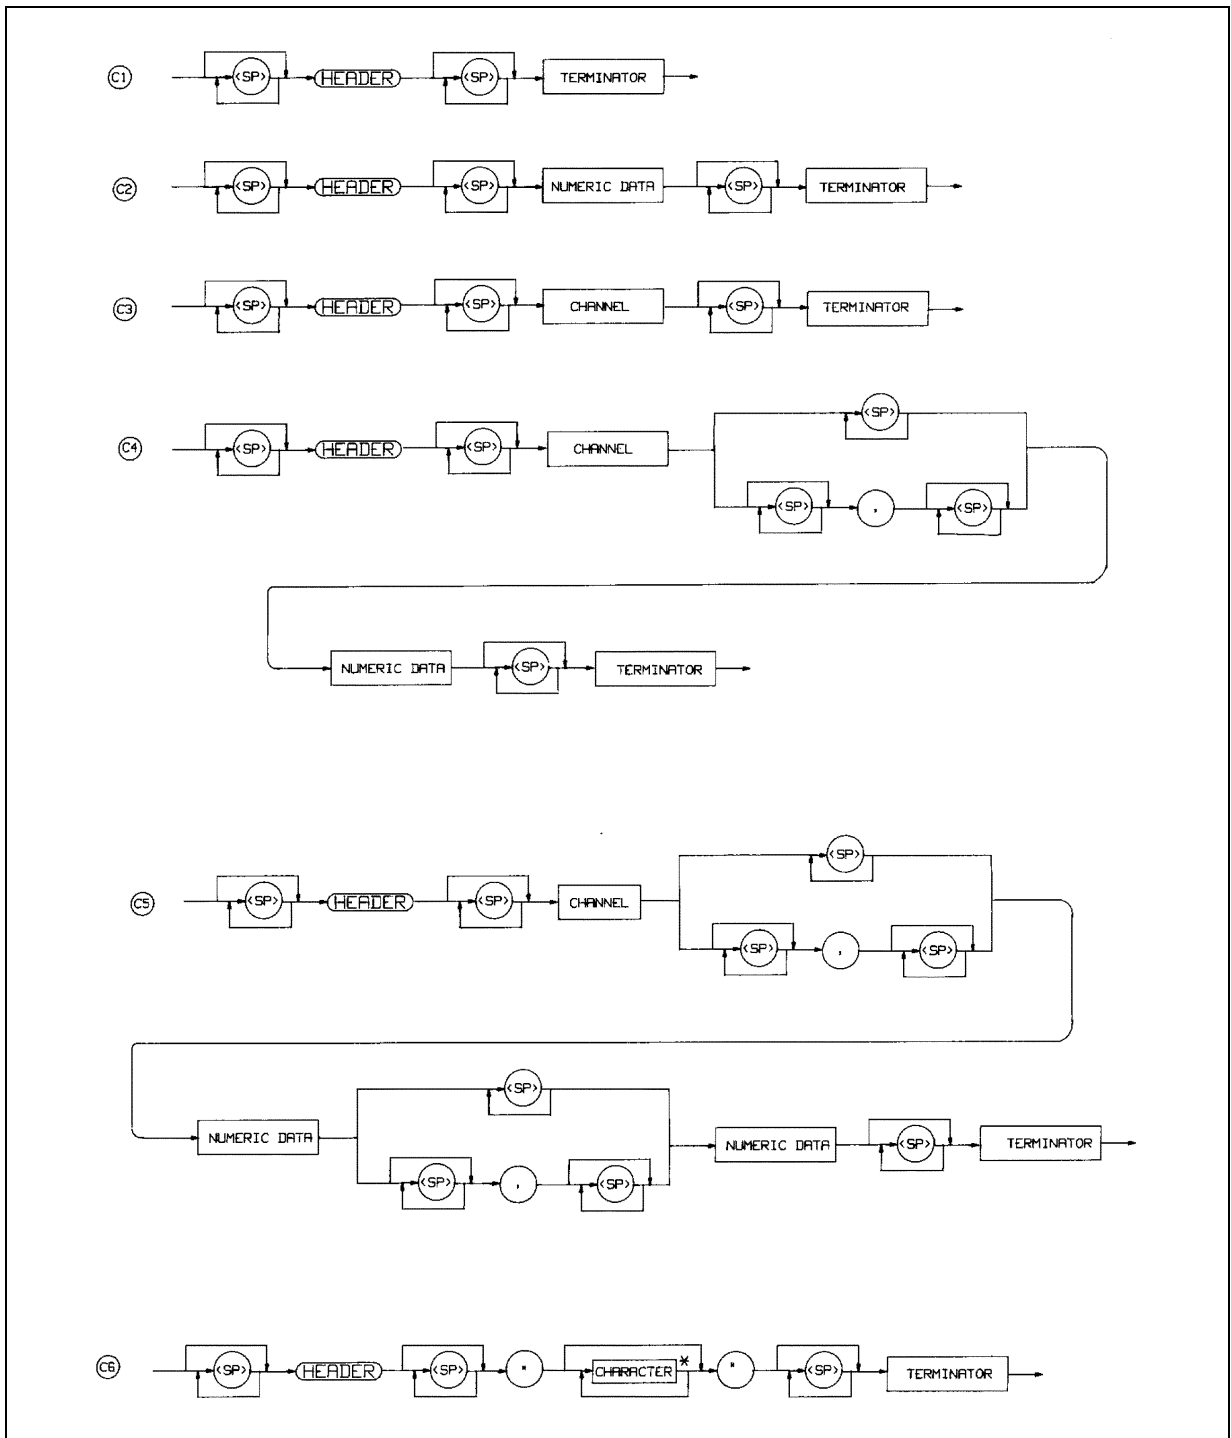 C1 <SP> HEADER <SP> TERMINATOR
C2 <SP> HEADER <SP> NUMERIC DATA <SP> TERMINATOR
C3 <SP> HEADER <SP> CHANNEL <SP> TERMINATOR
<SP>
C4 <SP> HEADER <SP> CHANNEL
<SP> , <SP>
NUMERIC DATA <SP> TERMINATOR
<SP>
C5 <SP> HEADER <SP> CHANNEL
<SP> , <SP>
<SP>
NUMERIC DATA NUMERIC DATA <SP> TERMINATOR
<SP> , <SP>
C6 <SP> HEADER <SP> " CHARACTER * " <SP> TERMINATOR